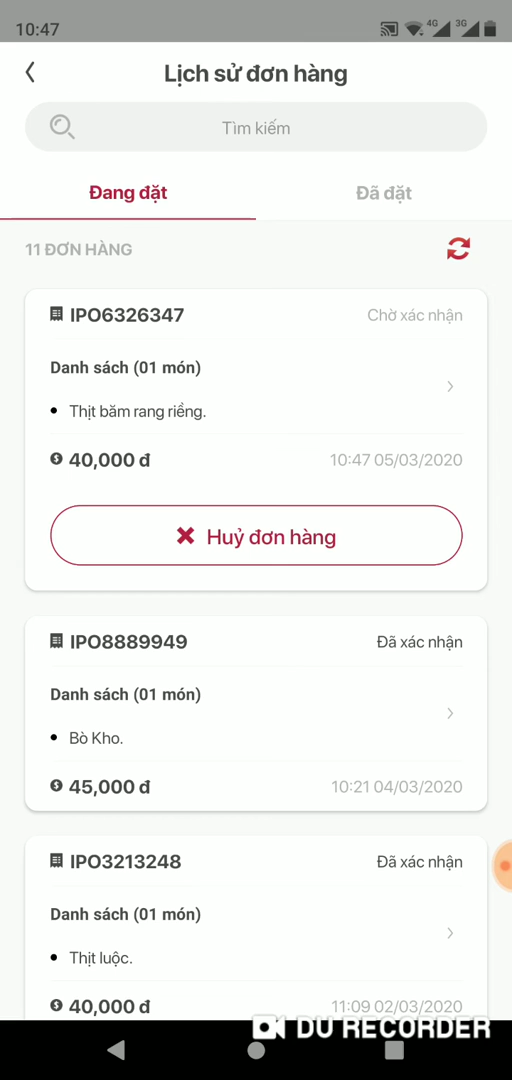 10:47
4G 3G
Lịch sử đơn hàng
Tìm kiếm
Đang đặt Đã đặt
11 ĐƠN HÀNG
IPO6326347 Chờ xác nhận
Danh sách (01 món)
• Thịt băm rang riềng.
40,000 đ 10:47 05/03/2020
Huỷ đơn hàng
IPO8889949 Đã xác nhận
Danh sách (01 món)
• Bò Kho.
45,000 đ 10:21 04/03/2020
IPO3213248 Đã xác nhận
Danh sách (01 món)
• Thịt luộc.
40,000 đ 11:09 02/03/2020
DU RECORDER